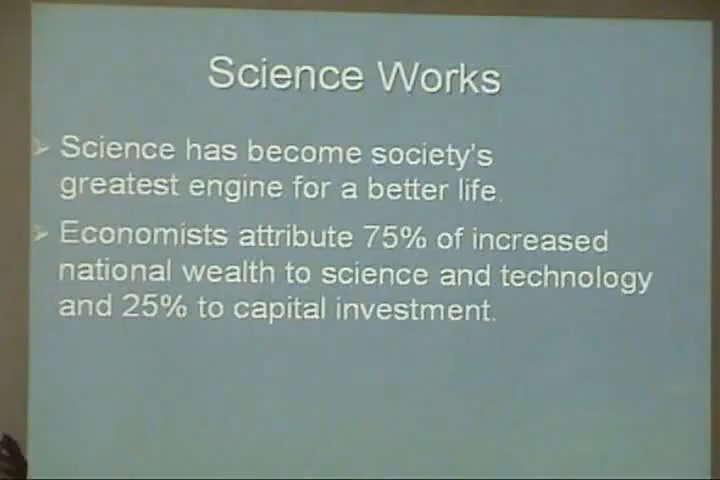 Science Works
Science has become society's
greatest engine for a better life.
Economists attribute 75% of increased
national wealth to science and technology
and 25% to capital investment.